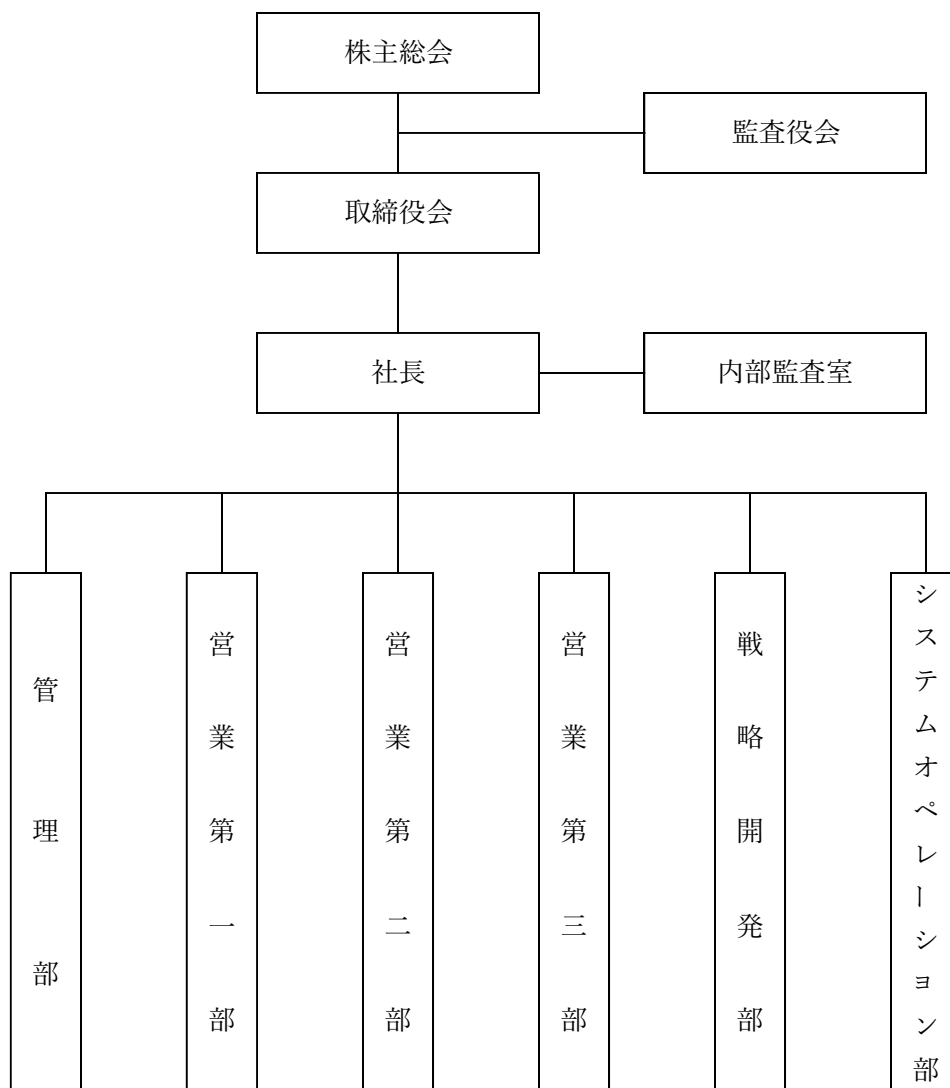 株主総会
監査役会
取締役会
社長
内部監査室
管理部
営業第一部
営業第二部
営業第三部
戦略開発部
システムオペレーション部